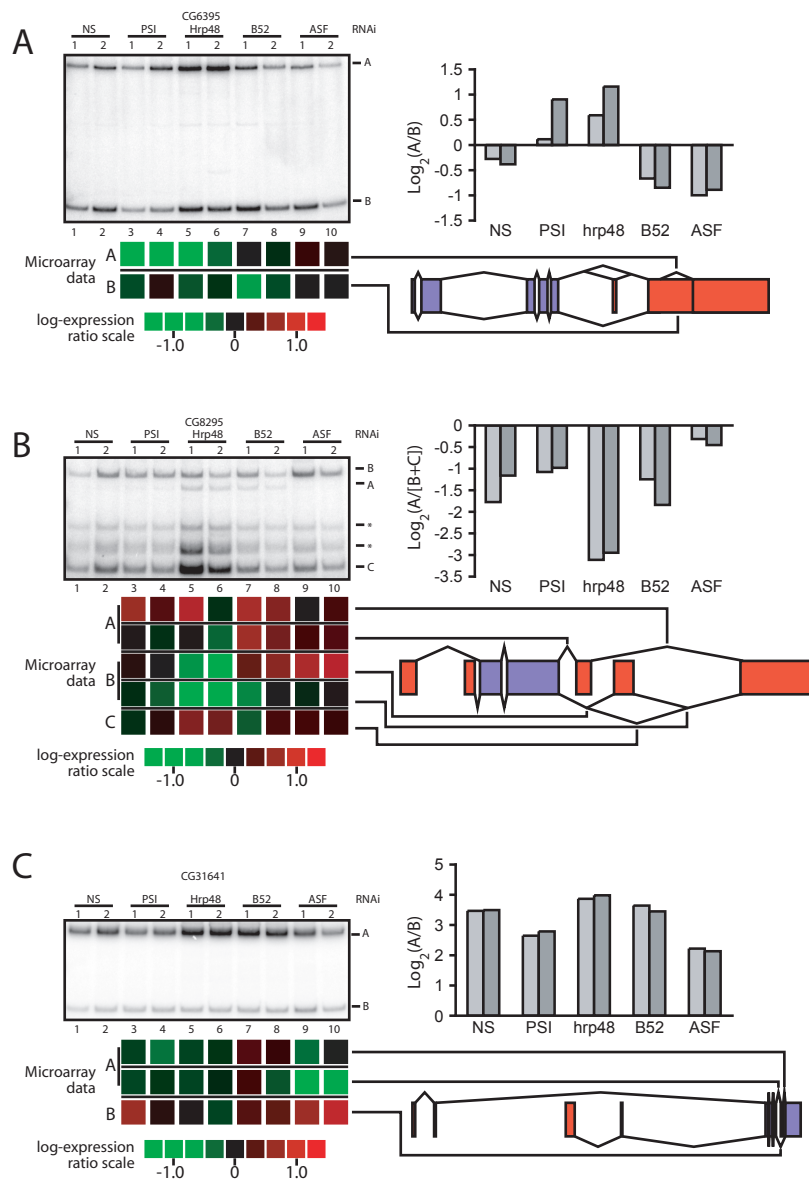 A
CG6395
NS PSI Hrp48 B52 ASF RNAi
1 2 1 2 1 2 1 2 1 2
A
B
1 2 3 4 5 6 7 8 9 10
Microarray data
A
B
log-expression ratio scale
-1.0 0 1.0
Log2(A/B)
1.5
1
0.5
0
-0.5
-1
-1.5
NS PSI hrp48 B52 ASF
B
CG8295
NS PSI Hrp48 B52 ASF RNAi
1 2 1 2 1 2 1 2 1 2
B
A
*
*
C
1 2 3 4 5 6 7 8 9 10
A
Microarray data
B
C
log-expression ratio scale
-1.0 0 1.0
Log2(A/[B+C])
0
-0.5
-1
-1.5
-2
-2.5
-3
-3.5
NS PSI hrp48 B52 ASF
C
CG31641
NS PSI Hrp48 B52 ASF RNAi
1 2 1 2 1 2 1 2 1 2
A
B
1 2 3 4 5 6 7 8 9 10
A
Microarray data
B
log-expression ratio scale
-1.0 0 1.0
Log2(A/B)
5
4
3
2
1
0
NS PSI hrp48 B52 ASF